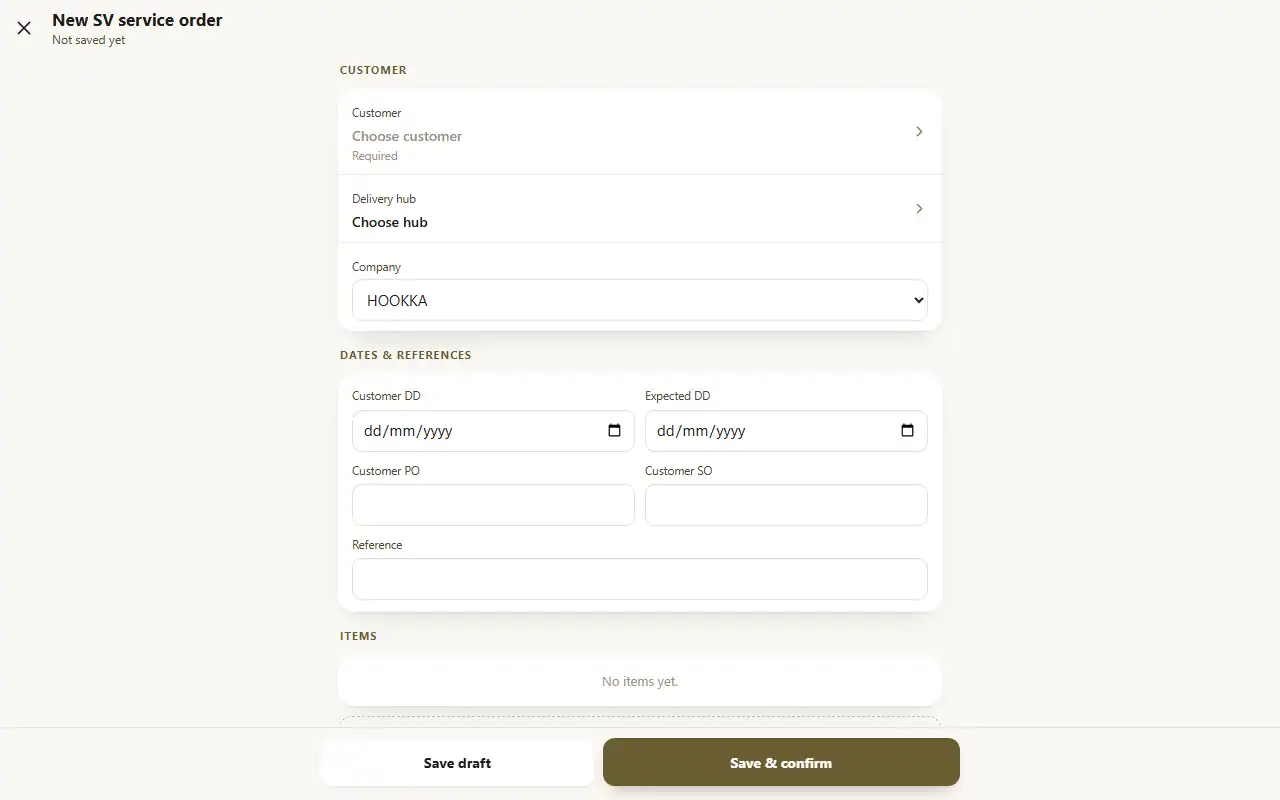 New SV service order
Not saved yet
CUSTOMER
Customer
Choose customer
Required
Delivery hub
Choose hub
Company
HOOKKA
DATES & REFERENCES
Customer DD
Expected DD
dd/mm/yyyy
dd/mm/yyyy
Customer PO
Customer SO
Reference
ITEMS
No items yet.
Save draft
Save & confirm